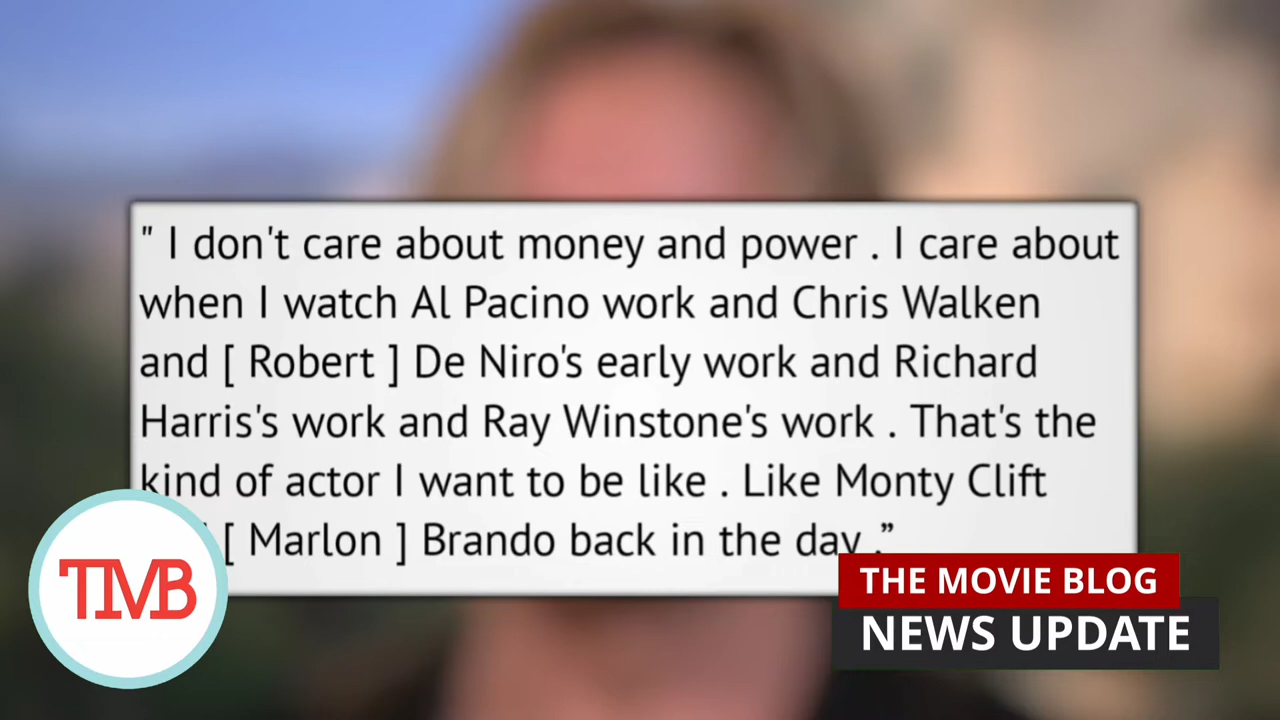 " I don't care about money and power . I care about
when I watch Al Pacino work and Chris Walken
and [ Robert ] De Niro's early work and Richard
Harris's work and Ray Winstone's work . That's the
kind of actor I want to be like . Like Monty Clift
[ Marlon ] Brando back in the day .”
TMB
THE MOVIE BLOG
NEWS UPDATE